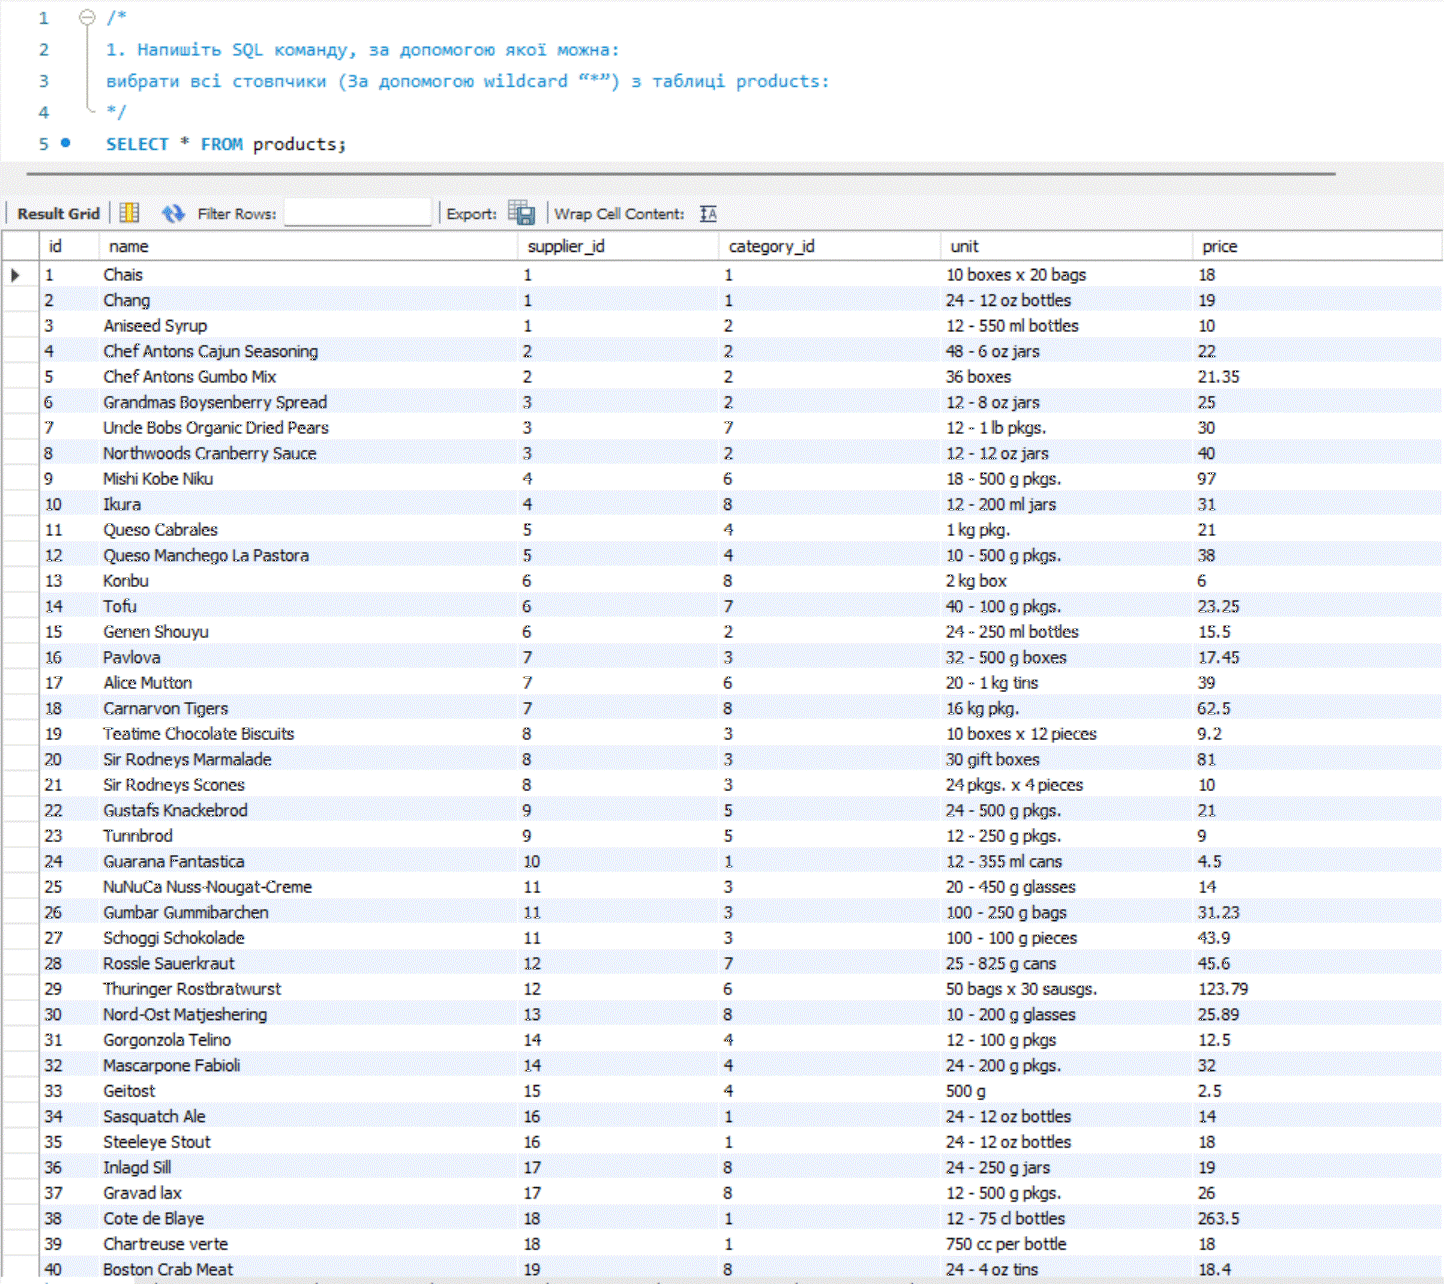 1 /*
2 1. Напишіть SQL команду, за допомогою якої можна:
3 вибрати всі стовпчики (За допомогою wildcard “*”) з таблиці products:
4 */
5 SELECT * FROM products;
Result Grid Filter Rows: Export: Wrap Cell Content:
id name supplier_id category_id unit price
1 Chais 1 1 10 boxes x 20 bags 18
2 Chang 1 1 24 - 12 oz bottles 19
3 Aniseed Syrup 1 2 12 - 550 ml bottles 10
4 Chef Antons Cajun Seasoning 2 2 48 - 6 oz jars 22
5 Chef Antons Gumbo Mix 2 2 36 boxes 21.35
6 Grandmas Boysenberry Spread 3 2 12 - 8 oz jars 25
7 Uncle Bobs Organic Dried Pears 3 7 12 - 1 lb pkgs. 30
8 Northwoods Cranberry Sauce 3 2 12 - 12 oz jars 40
9 Mishi Kobe Niku 4 6 18 - 500 g pkgs. 97
10 Ikura 4 8 12 - 200 ml jars 31
11 Queso Cabrales 5 4 1 kg pkg. 21
12 Queso Manchego La Pastora 5 4 10 - 500 g pkgs. 38
13 Konbu 6 8 2 kg box 6
14 Tofu 6 7 40 - 100 g pkgs. 23.25
15 Genen Shouyu 6 2 24 - 250 ml bottles 15.5
16 Pavlova 7 3 32 - 500 g boxes 17.45
17 Alice Mutton 7 6 20 - 1 kg tins 39
18 Carnarvon Tigers 7 8 16 kg pkg. 62.5
19 Teatime Chocolate Biscuits 8 3 10 boxes x 12 pieces 9.2
20 Sir Rodneys Marmalade 8 3 30 gift boxes 81
21 Sir Rodneys Scones 8 3 24 pkgs. x 4 pieces 10
22 Gustafs Knackebrod 9 5 24 - 500 g pkgs. 21
23 Tunnbrod 9 5 12 - 250 g pkgs. 9
24 Guarana Fantastica 10 1 12 - 355 ml cans 4.5
25 NuNuCa Nuss-Nougat-Creme 11 3 20 - 450 g glasses 14
26 Gumbar Gummibarchen 11 3 100 - 250 g bags 31.23
27 Schoggi Schokolade 11 3 100 - 100 g pieces 43.9
28 Rossle Sauerkraut 12 7 25 - 825 g cans 45.6
29 Thuringer Rostbratwurst 12 6 50 bags x 30 sausgs. 123.79
30 Nord-Ost Matjeshering 13 8 10 - 200 g glasses 25.89
31 Gorgonzola Telino 14 4 12 - 100 g pkgs 12.5
32 Mascarpone Fabioli 14 4 24 - 200 g pkgs. 32
33 Geitost 15 4 500 g 2.5
34 Sasquatch Ale 16 1 24 - 12 oz bottles 14
35 Steeleye Stout 16 1 24 - 12 oz bottles 18
36 Inlagd Sill 17 8 24 - 250 g jars 19
37 Gravad lax 17 8 12 - 500 g pkgs. 26
38 Cote de Blaye 18 1 12 - 75 cl bottles 263.5
39 Chartreuse verte 18 1 750 cc per bottle 18
40 Boston Crab Meat 19 8 24 - 4 oz tins 18.4